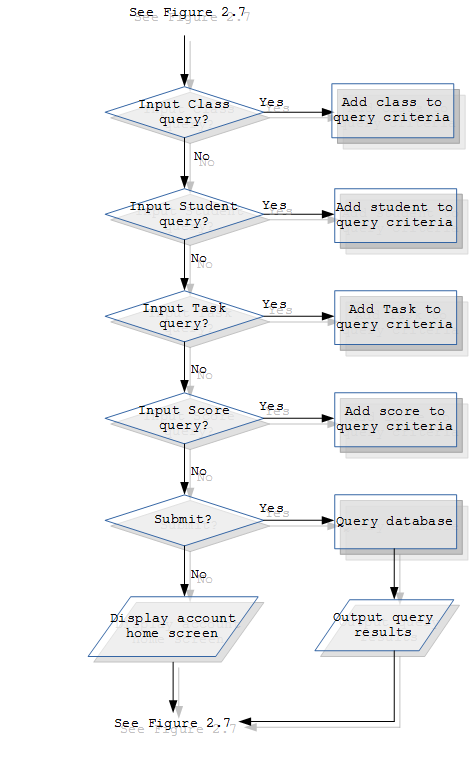 See Figure 2.7
Input Class
query?
Yes
Add class to
query criteria
No
Input Student
query?
Yes
Add student to
query criteria
No
Input Task
query?
Yes
Add Task to
query criteria
No
Input Score
query?
Yes
Add score to
query criteria
No
Submit?
Yes
Query database
No
Display account
home screen
Output query
results
See Figure 2.7